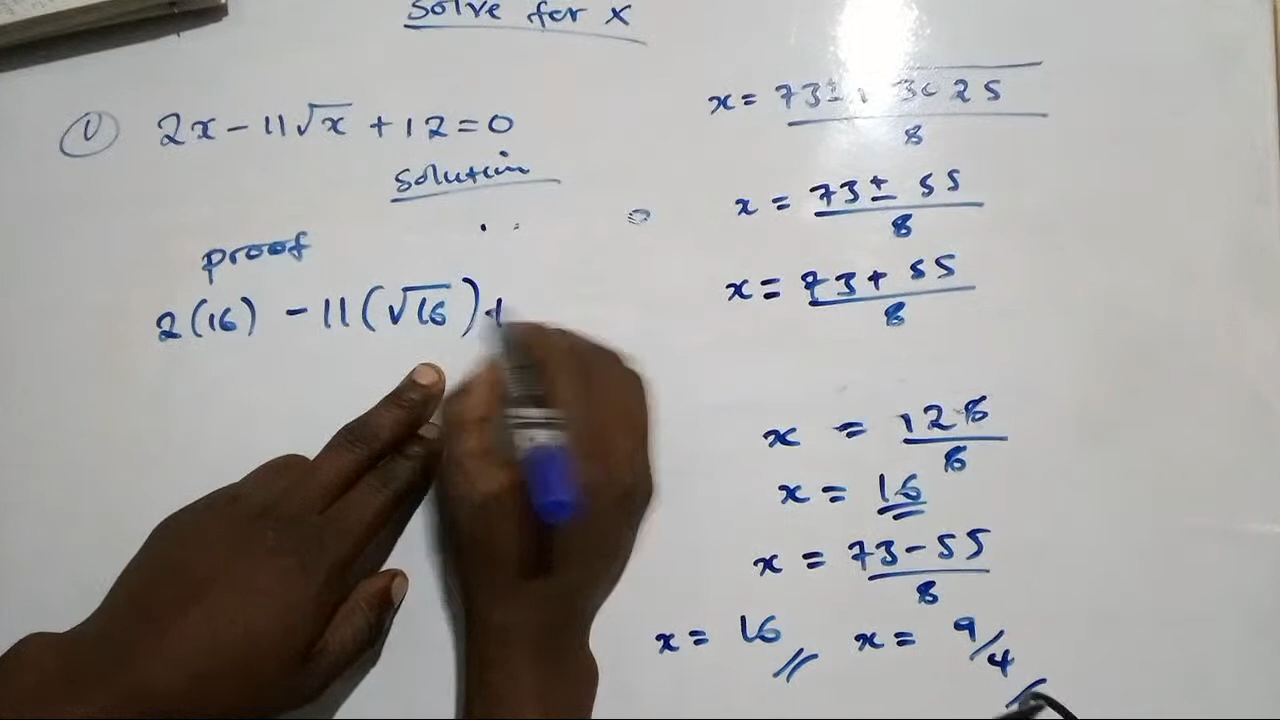 Solve for x
v) 2x - 11√x + 12 = 0
Solution
proof
2(16) - 11(√16) +
x = 73± 3025
8
x = 73 ± 55
8
x = 73 + 55
8
x = 128
8
x = 16
x = 73 - 55
8
x = 16 x = 9/4